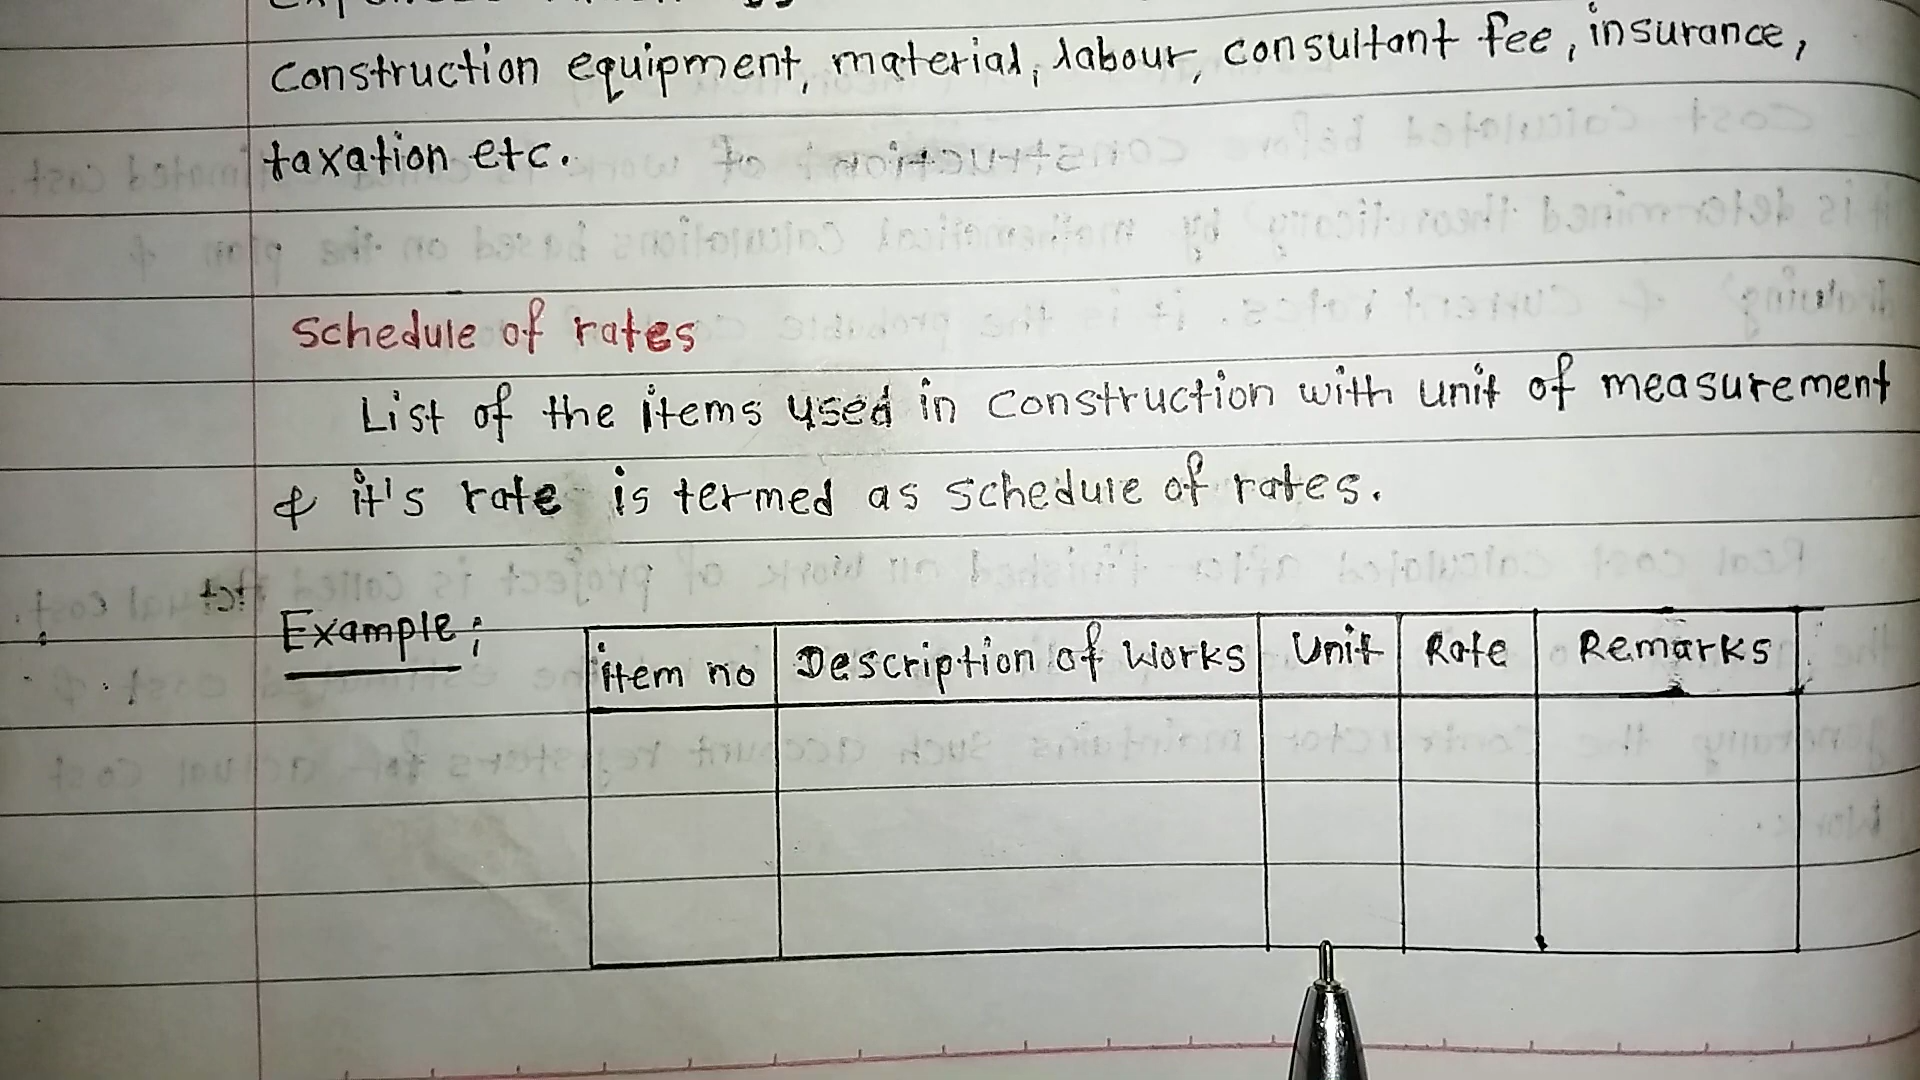 construction equipment, material, labour, consultant fee, insurance,
taxation etc.
Schedule of rates
List of the items used in construction with unit of measurement
& it's rate is termed as schedule of rates.
Example;
item no | Description of Works | Unit | Rate | Remarks